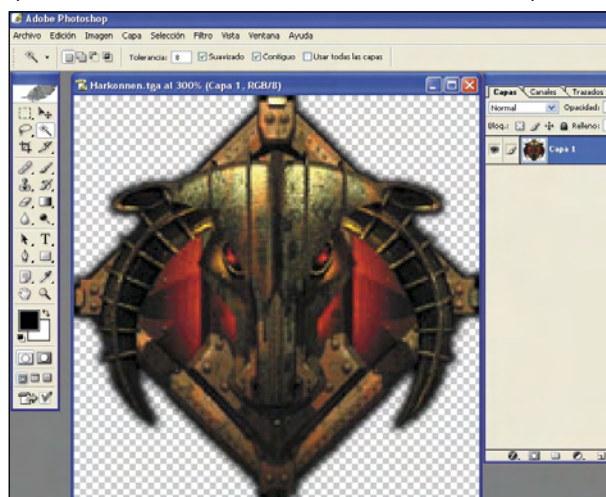 Adobe Photoshop
Archivo Edición Imagen Capa Selección Filtro Vista Ventana Ayuda
Tolerancia: 8 Suavizado Contiguo Usar todas las capas
Harkonnen.tga al 300% (Capa 1, RGB/8)
Capas Canales Trazados
Normal Opacidad:
Bloq.: Relleno:
Capa 1